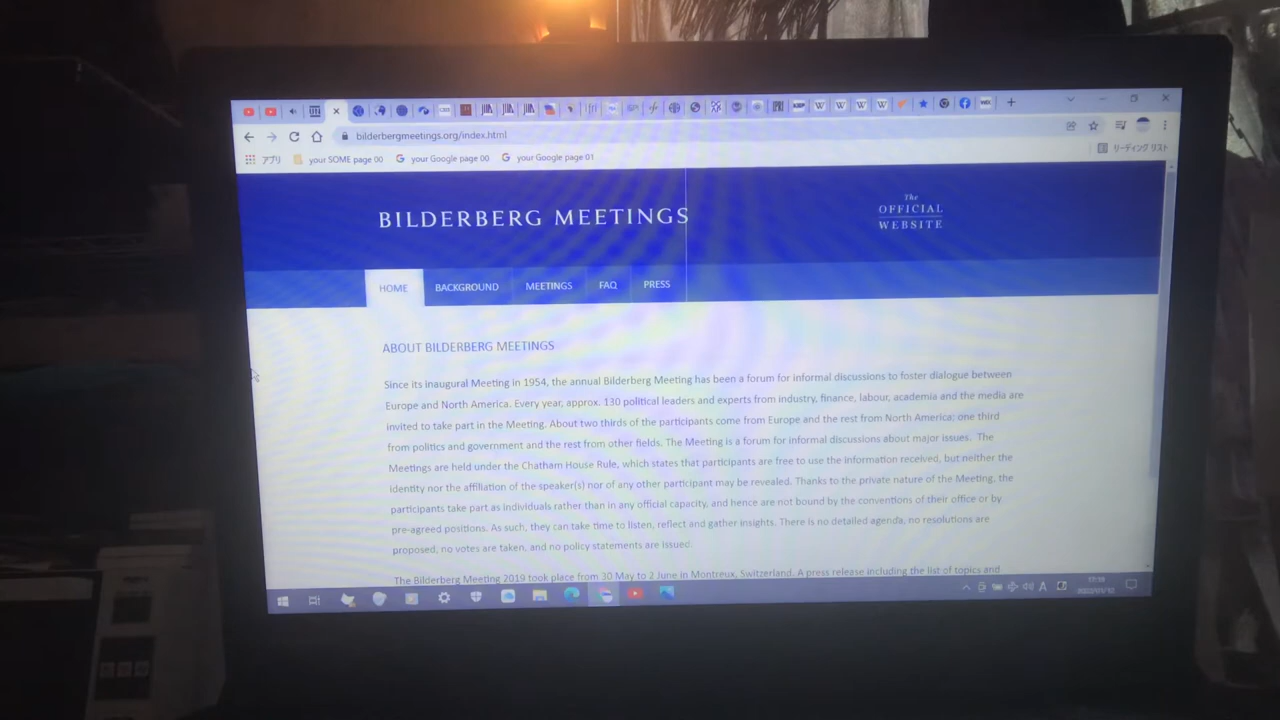 bilderbergmeetings.org/index.html
アプリ your SOME page 00 your Google page 00 your Google page 01 リーディング リスト
BILDERBERG MEETINGS
The
OFFICIAL
WEBSITE
HOME BACKGROUND MEETINGS FAQ PRESS
ABOUT BILDERBERG MEETINGS
Since its inaugural Meeting in 1954, the annual Bilderberg Meeting has been a forum for informal discussions to foster dialogue between
Europe and North America. Every year, approx. 130 political leaders and experts from industry, finance, labour, academia and the media are
invited to take part in the Meeting. About two thirds of the participants come from Europe and the rest from North America; one third
from politics and government and the rest from other fields. The Meeting is a forum for informal discussions about major issues. The
Meetings are held under the Chatham House Rule, which states that participants are free to use the information received, but neither the
identity nor the affiliation of the speaker(s) nor of any other participant may be revealed. Thanks to the private nature of the Meeting, the
participants take part as individuals rather than in any official capacity, and hence are not bound by the conventions of their office or by
pre-agreed positions. As such, they can take time to listen, reflect and gather insights. There is no detailed agenda, no resolutions are
proposed, no votes are taken, and no policy statements are issued.
The Bilderberg Meeting 2019 took place from 30 May to 2 June in Montreux, Switzerland. A press release including the list of topics and
A